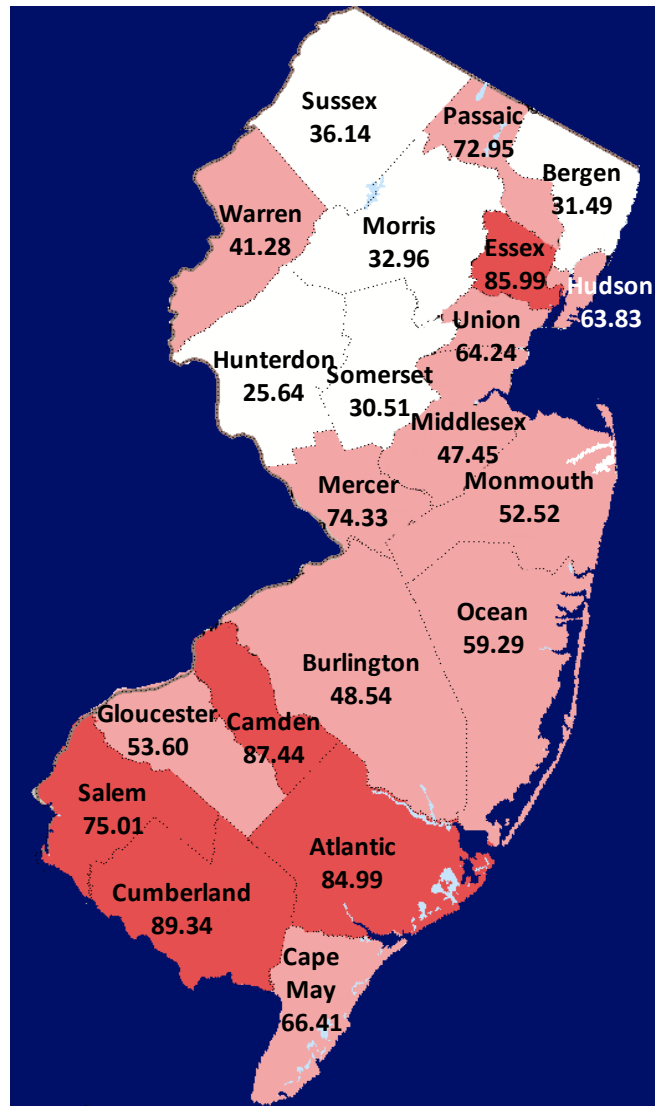 Sussex
36.14
Passaic
72.95
Bergen
31.49
Warren
41.28
Morris
32.96
Essex
85.99
Hudson
63.83
Union
64.24
Hunterdon
25.64
Somerset
30.51
Middlesex
47.45
Mercer
74.33
Monmouth
52.52
Ocean
59.29
Burlington
48.54
Gloucester
53.60
Camden
87.44
Salem
75.01
Atlantic
84.99
Cumberland
89.34
Cape
May
66.41